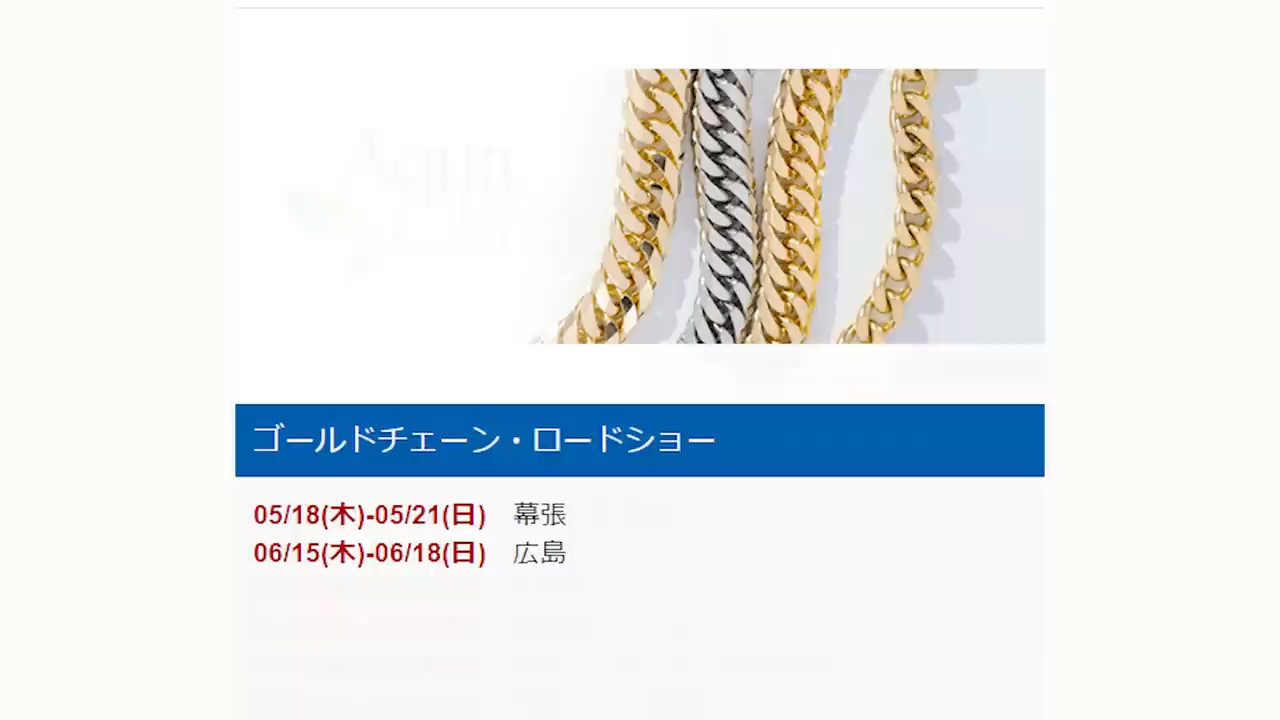 ゴールドチェーン・ロードショー
05/18(木)-05/21(日) 幕張
06/15(木)-06/18(日) 広島